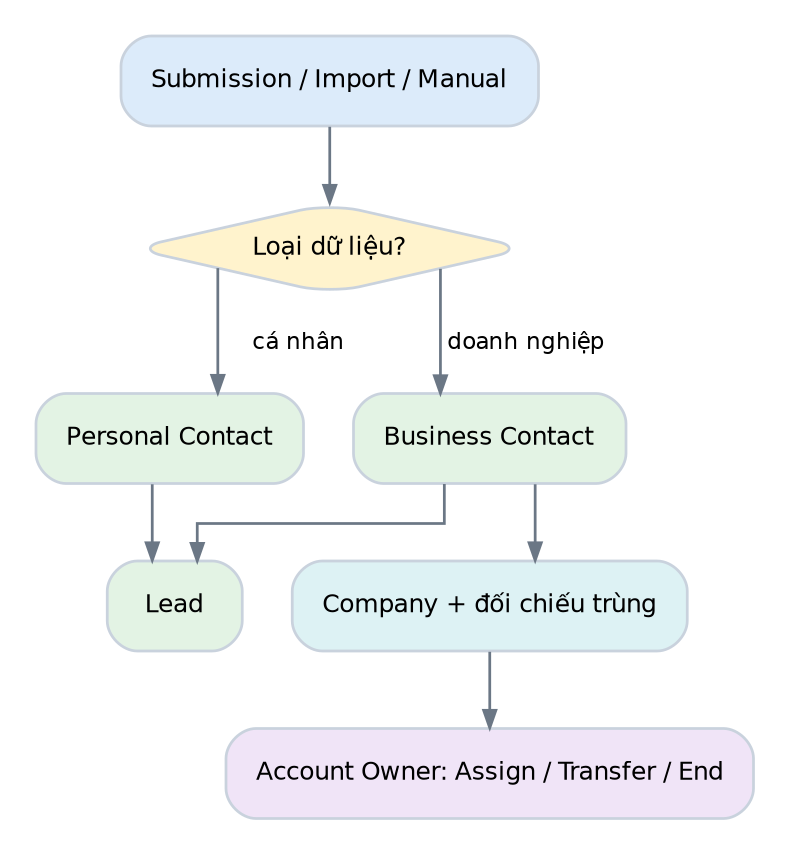 Submission / Import / Manual
Loại dữ liệu?
cá nhân
doanh nghiệp
Personal Contact
Business Contact
Lead
Company + đối chiếu trùng
Account Owner: Assign / Transfer / End